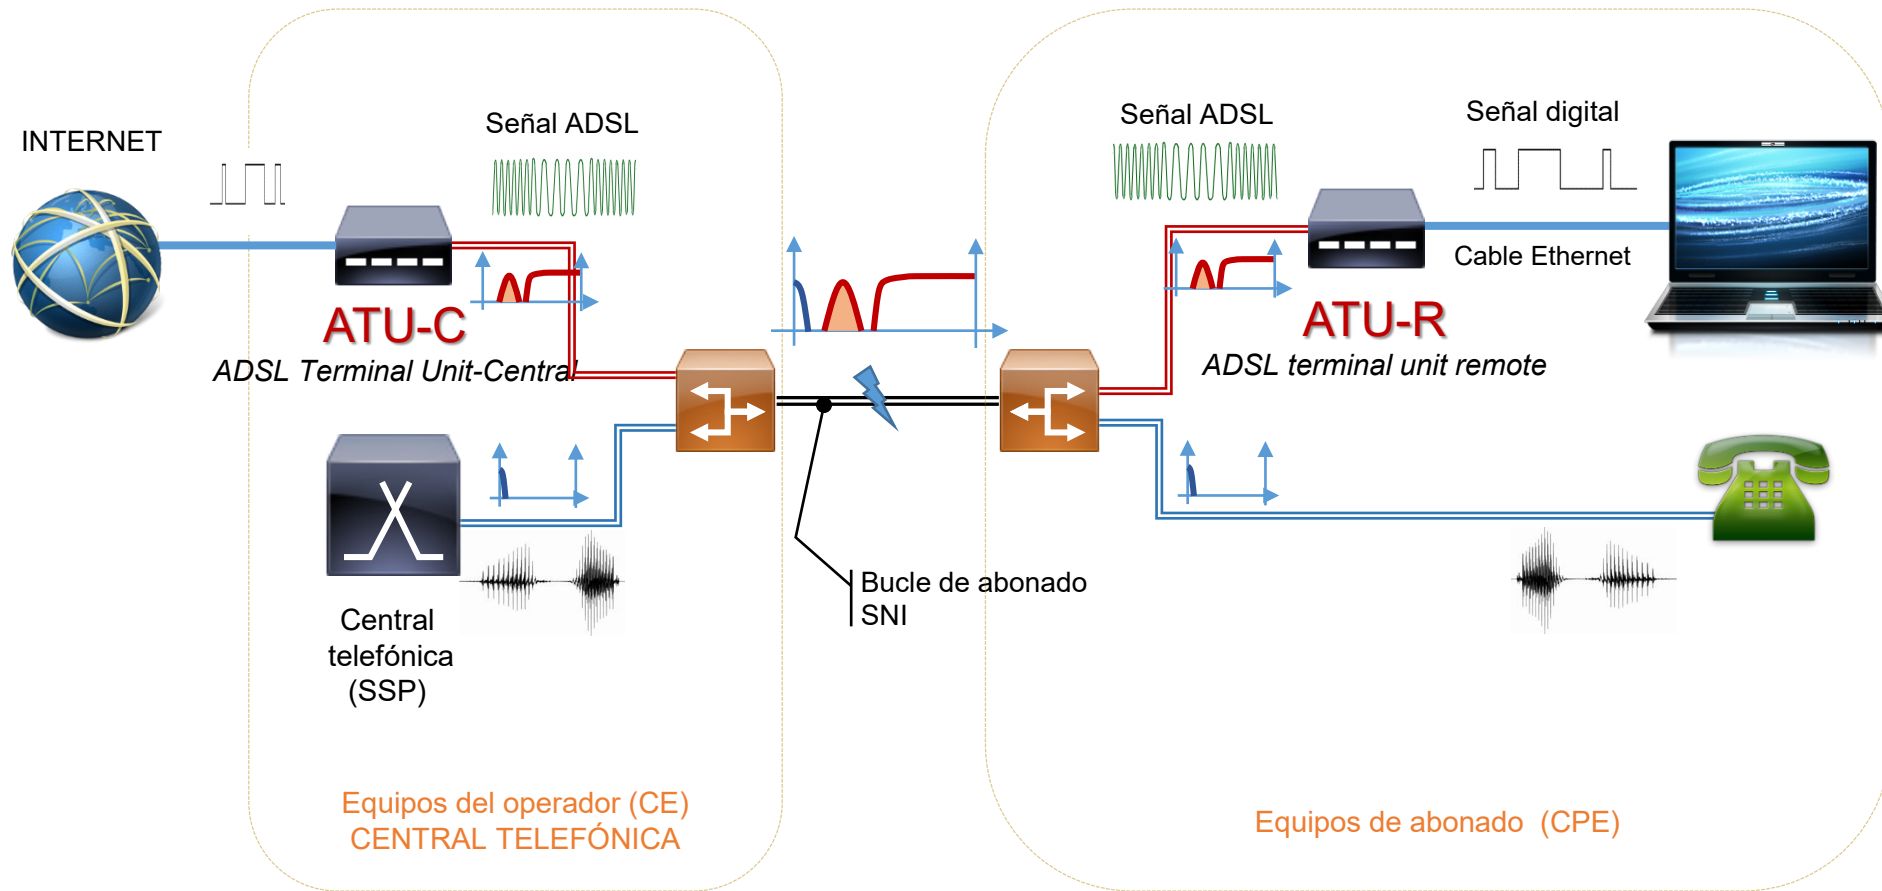 INTERNET
Señal ADSL
ATU-C
ADSL Terminal Unit-Central
Central
telefónica
(SSP)
Equipos del operador (CE)
CENTRAL TELEFÓNICA
Bucle de abonado
SNI
Señal ADSL
Señal digital
Cable Ethernet
ATU-R
ADSL terminal unit remote
Equipos de abonado  (CPE)